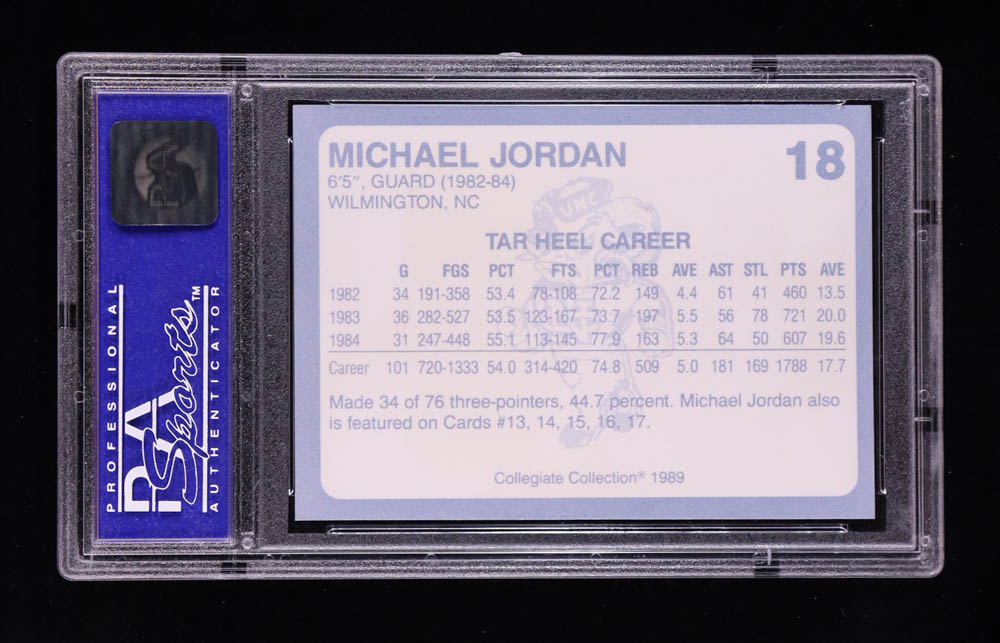 MICHAEL JORDAN 18
6'5", GUARD (1982-84)
WILMINGTON, NC
UNC
TAR HEEL CAREER
G FGS PCT FTS PCT REB AVE AST STL PTS AVE
1982 34 191-358 53.4 78-108 72.2 149 4.4 61 41 460 13.5
1983 36 282-527 53.5 123-167 73.7 197 5.5 56 78 721 20.0
1984 31 247-448 55.1 113-145 77.9 163 5.3 64 50 607 19.6
Career 101 720-1333 54.0 314-420 74.8 509 5.0 181 169 1788 17.7
Made 34 of 76 three-pointers, 44.7 percent. Michael Jordan also
is featured on Cards #13, 14, 15, 16, 17.
Collegiate Collection® 1989
PROFESSIONAL
PA
Sports™
AUTHENTICATOR